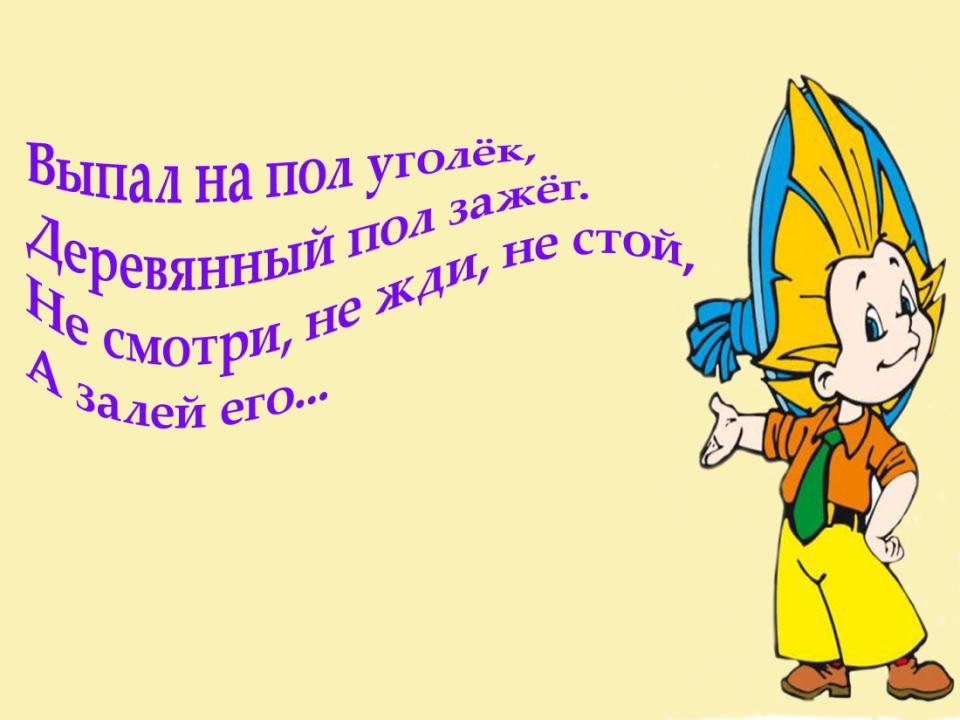 Выпал на пол уголёк,
Деревянный пол зажёг.
Не смотри, не жди, не стой,
А залей его...